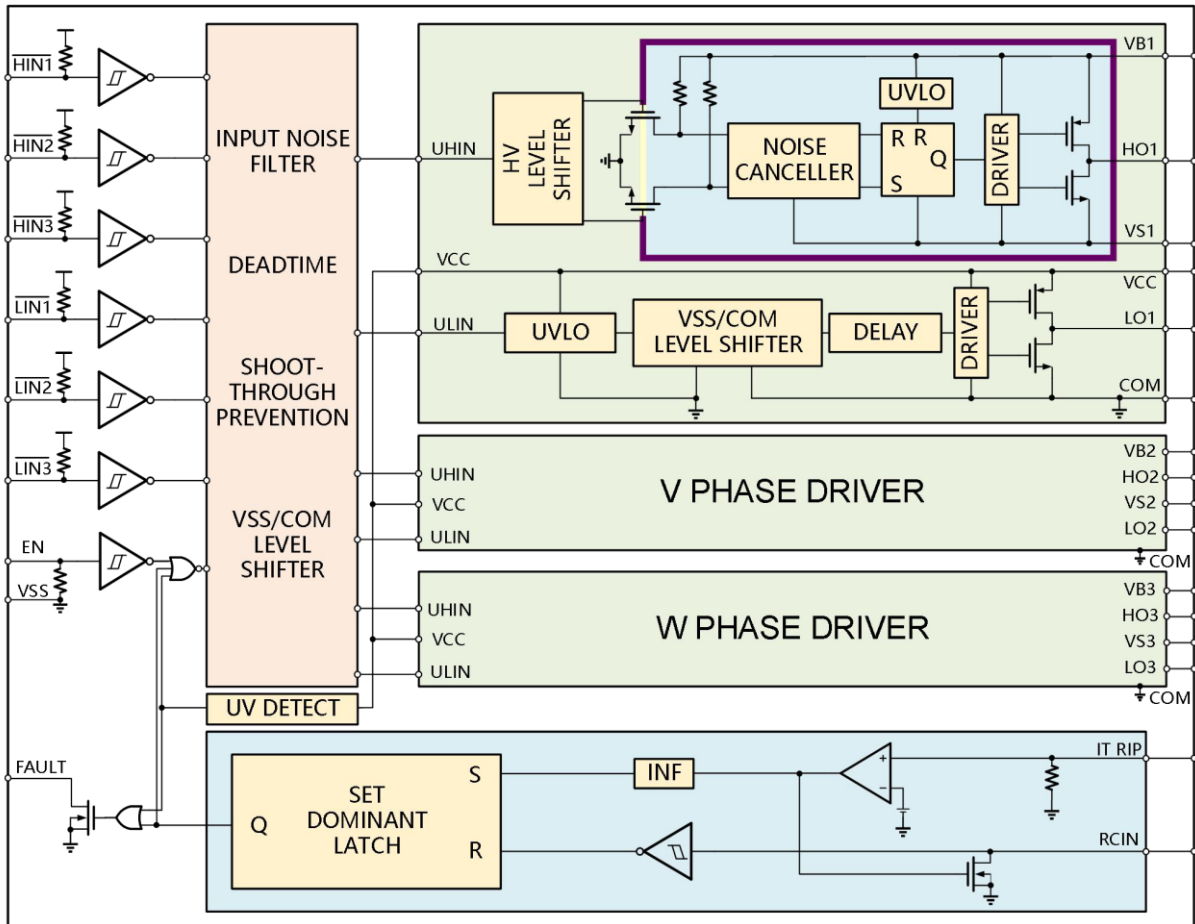 HIN1
HIN2
HIN3
LIN1
LIN2
LIN3
EN
VSS
FAULT
INPUT NOISE
FILTER
DEADTIME
SHOOT-
THROUGH
PREVENTION
VSS/COM
LEVEL
SHIFTER
UV DETECT
UHIN
HV
LEVEL
SHIFTER
NOISE
CANCELLER
UVLO
R R
Q
S
DRIVER
VB1
HO1
VS1
VCC
VCC
ULIN
UVLO
VSS/COM
LEVEL SHIFTER
DELAY
DRIVER
LO1
COM
UHIN
VCC
ULIN
V PHASE DRIVER
VB2
HO2
VS2
LO2
COM
UHIN
VCC
ULIN
W PHASE DRIVER
VB3
HO3
VS3
LO3
COM
SET
DOMINANT
LATCH
S
Q
R
INF
+
−
IT RIP
RCIN